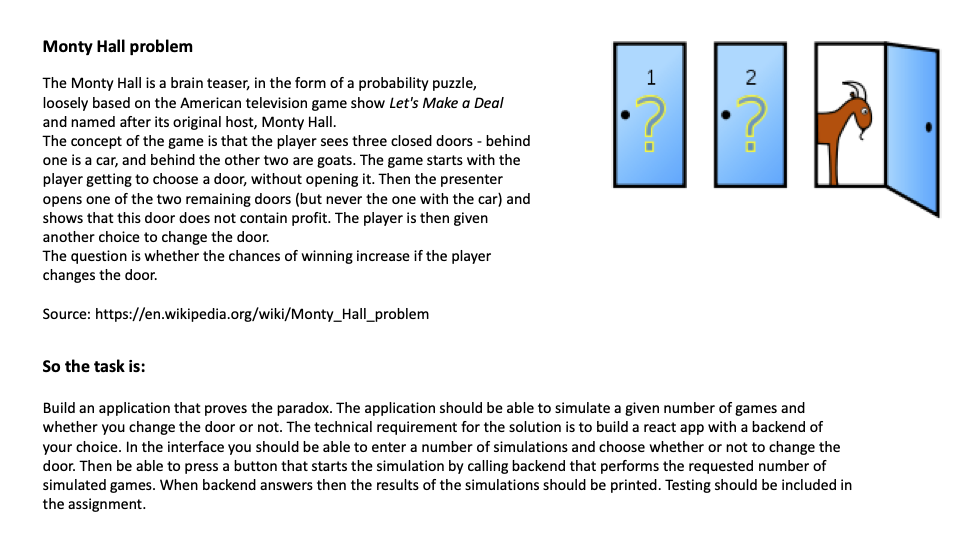 Monty Hall problem
1
2
?
?
The Monty Hall is a brain teaser, in the form of a probability puzzle,
loosely based on the American television game show Let's Make a Deal
and named after its original host, Monty Hall.
The concept of the game is that the player sees three closed doors - behind
one is a car, and behind the other two are goats. The game starts with the
player getting to choose a door, without opening it. Then the presenter
opens one of the two remaining doors (but never the one with the car) and
shows that this door does not contain profit. The player is then given
another choice to change the door.
The question is whether the chances of winning increase if the player
changes the door.
Source: https://en.wikipedia.org/wiki/Monty_Hall_problem
So the task is:
Build an application that proves the paradox. The application should be able to simulate a given number of games and
whether you change the door or not. The technical requirement for the solution is to build a react app with a backend of
your choice. In the interface you should be able to enter a number of simulations and choose whether or not to change the
door. Then be able to press a button that starts the simulation by calling backend that performs the requested number of
simulated games. When backend answers then the results of the simulations should be printed. Testing should be included in
the assignment.